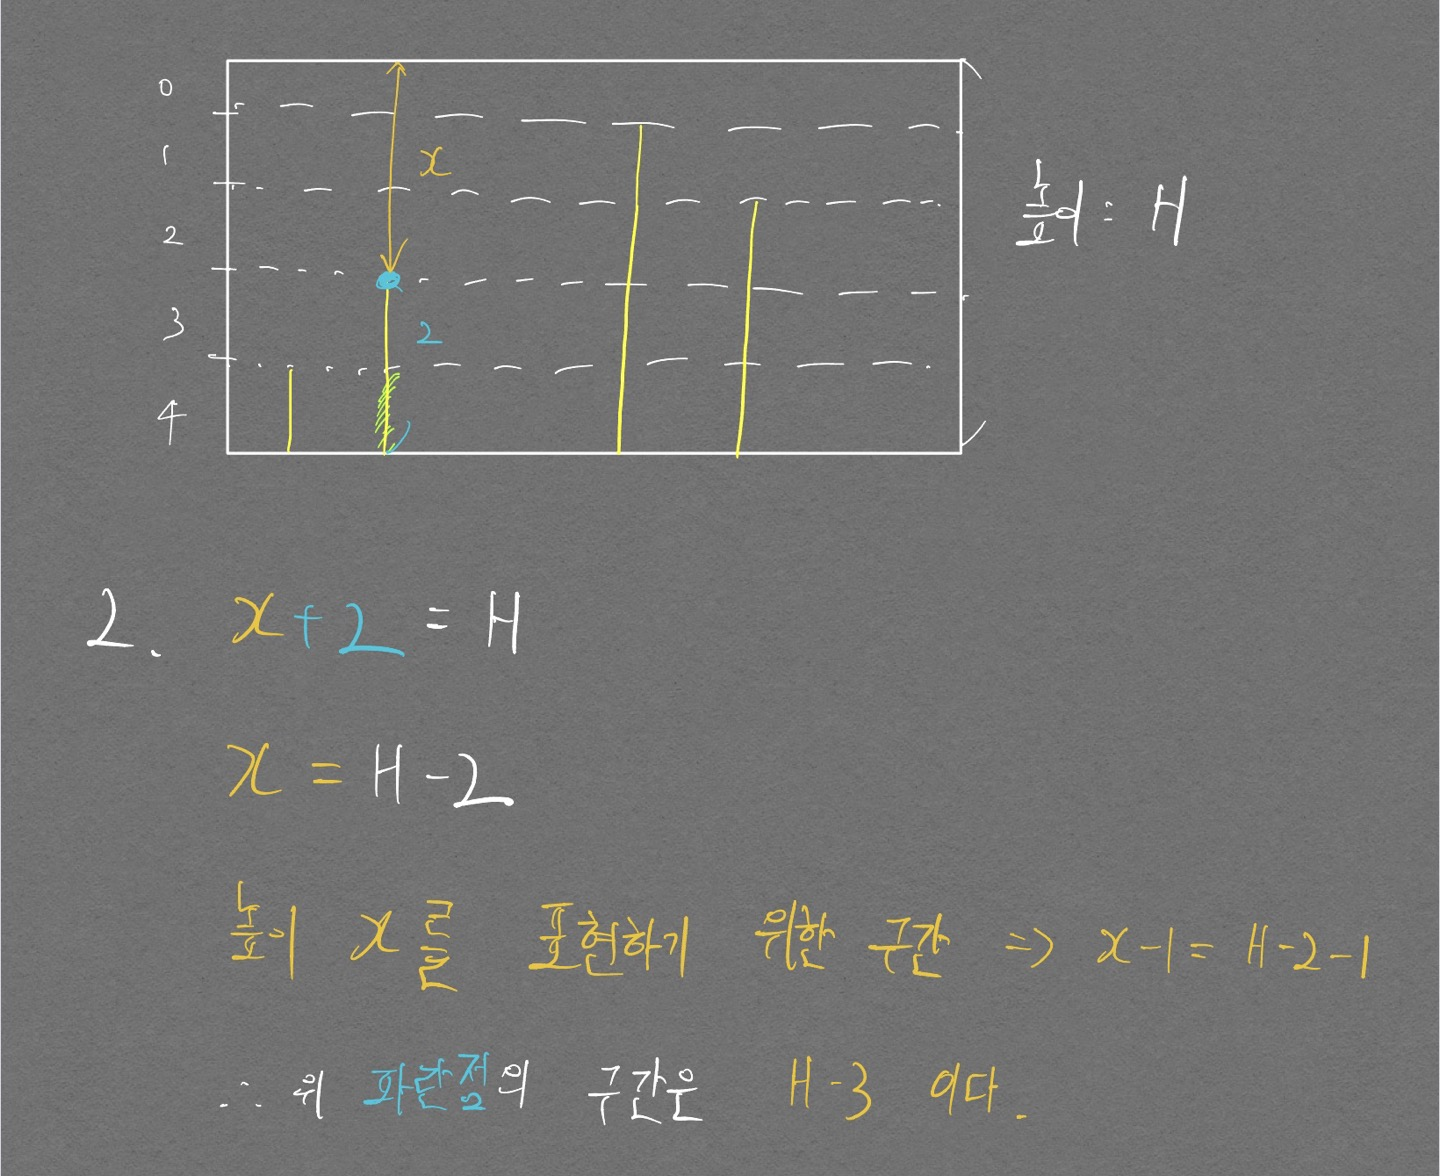 0
1
x
2
높이 = H
3
2
4
2. x + 2 = H
x = H - 2
높이 x를 표현하기 위한 구간 => x - 1 = H - 2 - 1
∴ 위 파란점의 구간은 H - 3 이다.